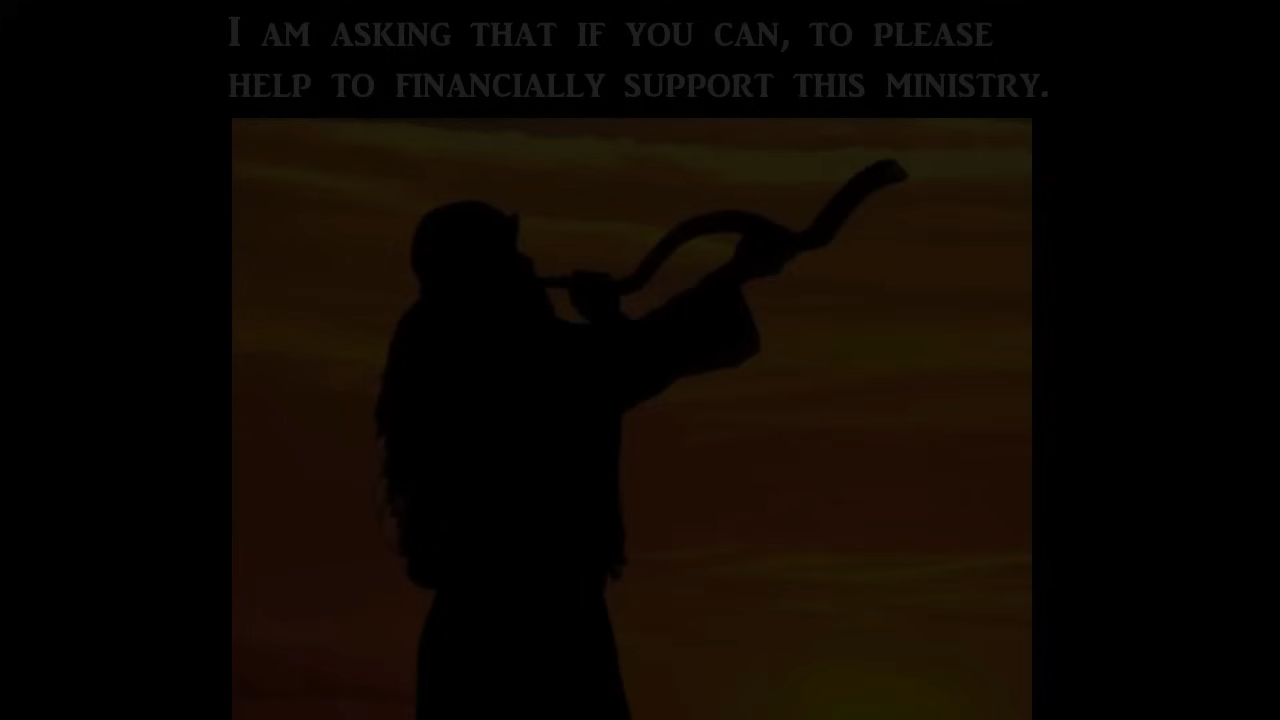 I am asking that if you can, to please
help to financially support this ministry.